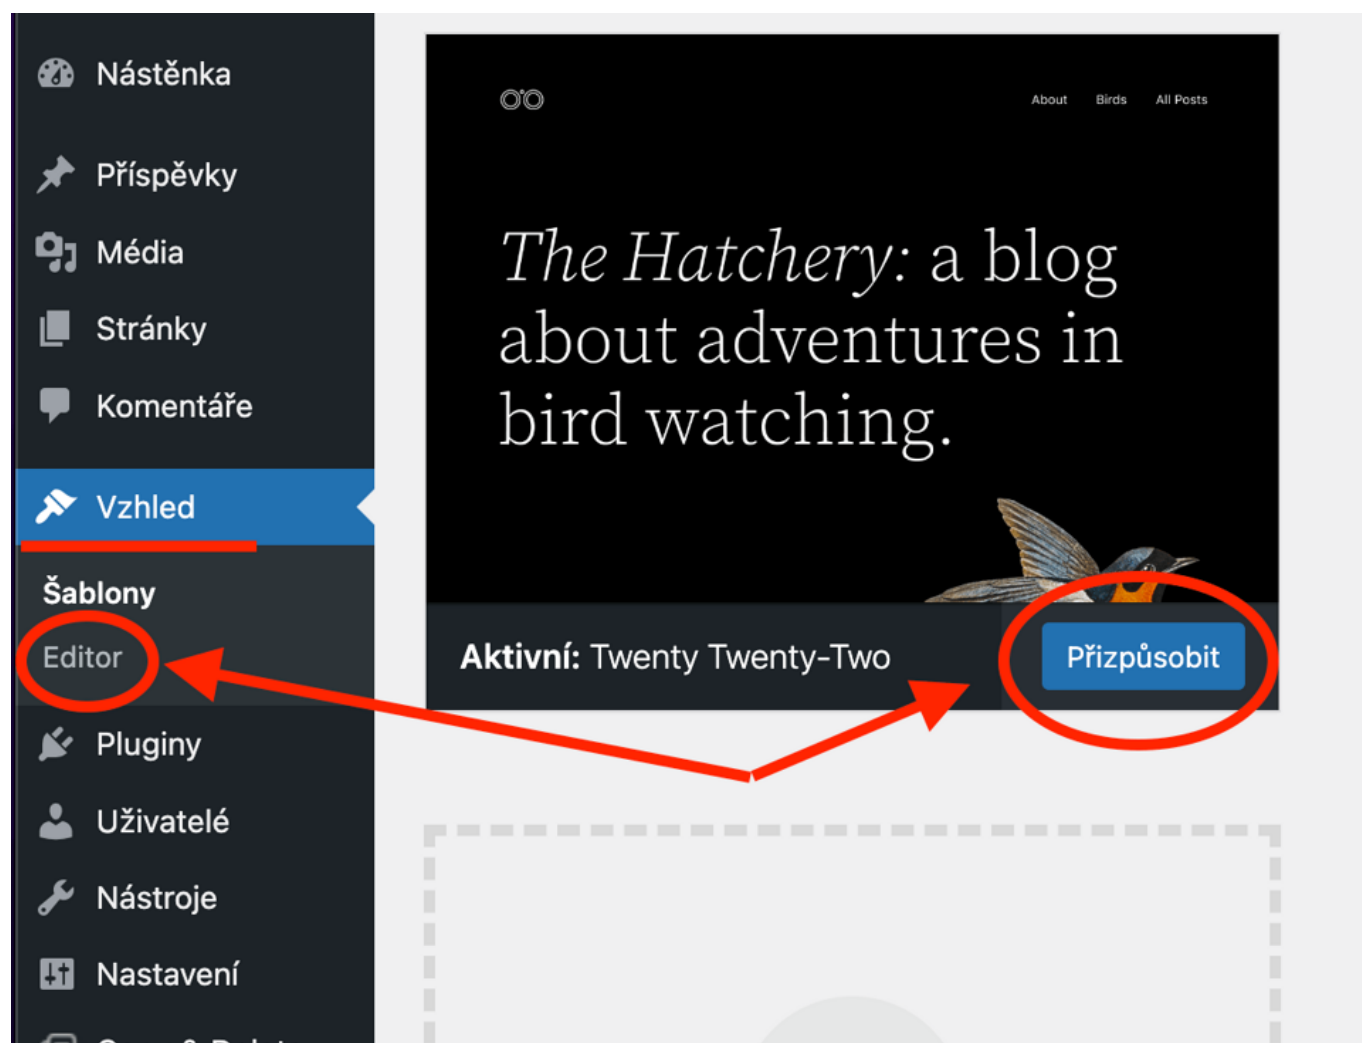 Nástěnka
Příspěvky
Média
Stránky
Komentáře
Vzhled
Šablony
Editor
Pluginy
Uživatelé
Nástroje
Nastavení
About Birds All Posts
The Hatchery: a blog
about adventures in
bird watching.
Aktivní: Twenty Twenty-Two
Přizpůsobit